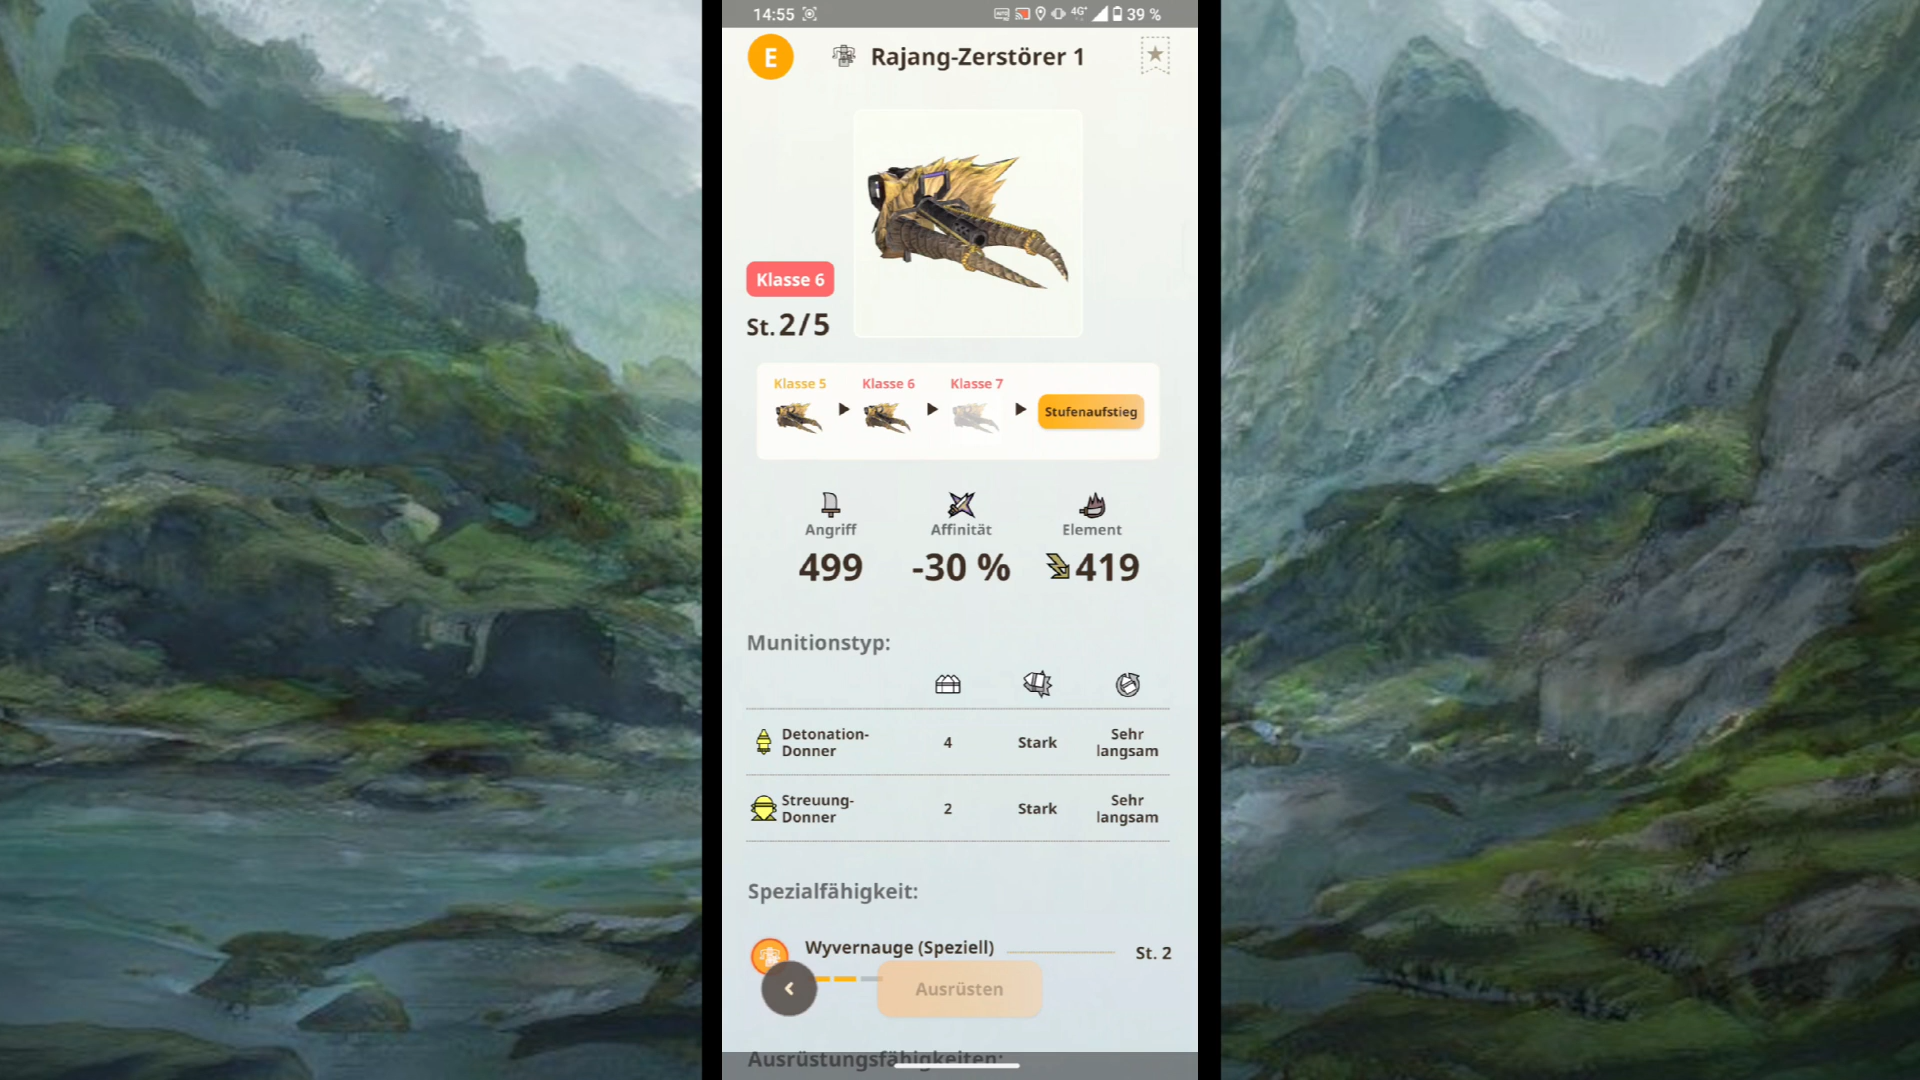 14:55
4G+
39 %
E
Rajang-Zerstörer 1
Klasse 6
St. 2/5
Klasse 5
Klasse 6
Klasse 7
Stufenaufstieg
Angriff
Affinität
Element
499
-30 %
419
Munitionstyp:
Detonation-
Donner
4
Stark
Sehr
langsam
Streuung-
Donner
2
Stark
Sehr
langsam
Spezialfähigkeit:
Wyvernauge (Speziell)
St. 2
Ausrüsten
Ausrüstungsfähigkeiten: